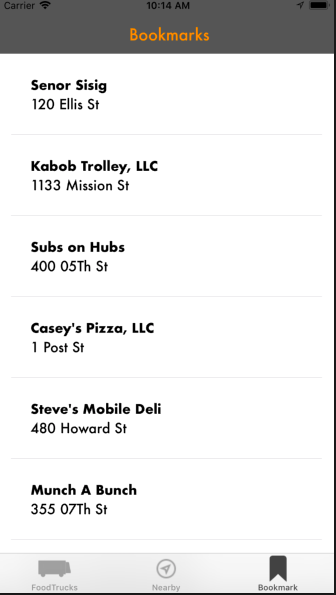 Carrier 10:14 AM
Bookmarks
Senor Sisig
120 Ellis St
Kabob Trolley, LLC
1133 Mission St
Subs on Hubs
400 05Th St
Casey's Pizza, LLC
1 Post St
Steve's Mobile Deli
480 Howard St
Munch A Bunch
355 07Th St
FoodTrucks Nearby Bookmark